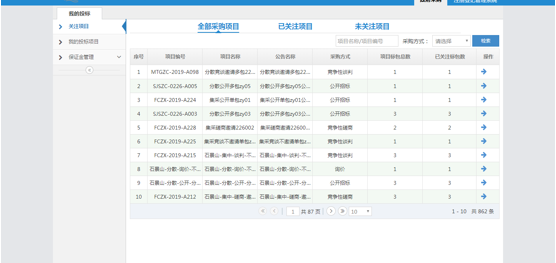 我的投标
关注项目
我的投标项目
保证金管理
全部采购项目 已关注项目 未关注项目
项目名称/项目编号 采购方式： 请选择 检索
序号 项目编号 项目名称 公告名称 采购方式 项目标包总数 已关注标包数 操作
1 MTGZC-2019-A098 分散竞谈邀请多包22... 分散竞谈邀请多包22... 竞争性谈判 1 1
2 SJSZC-0226-A005 分散公开多包zy05 分散公开多包zy05公... 公开招标 1 1
3 FCZX-2019-A224 集采公开单包zy01 集采公开单包zy01公... 公开招标 1 1
4 SJSZC-0226-A003 分散公开多包zy03 分散公开多包zy03公... 公开招标 3 3
5 FCZX-2019-A228 集采磋商邀请226002 集采磋商邀请22600... 竞争性磋商 2 2
6 FCZX-2019-A225 集采竞谈不邀请单包z... 集采竞谈不邀请单包z... 竞争性谈判 1 1
7 FCZX-2019-A215 石景山-集中-谈判-不... 石景山-集中-谈判-不... 竞争性谈判 3 3
8 石景山-分散-询价-不... 石景山-分散-询价-不... 石景山-分散-询价-不... 询价 1 1
9 石景山-分散-公开-分... 石景山-分散-公开-分... 石景山-分散-公开-分... 公开招标 3 3
10 FCZX-2019-A212 石景山-集中-磋商-邀... 石景山-集中-磋商-邀... 竞争性磋商 3 3
1 共 87 页 10 1 - 10 共 862 条